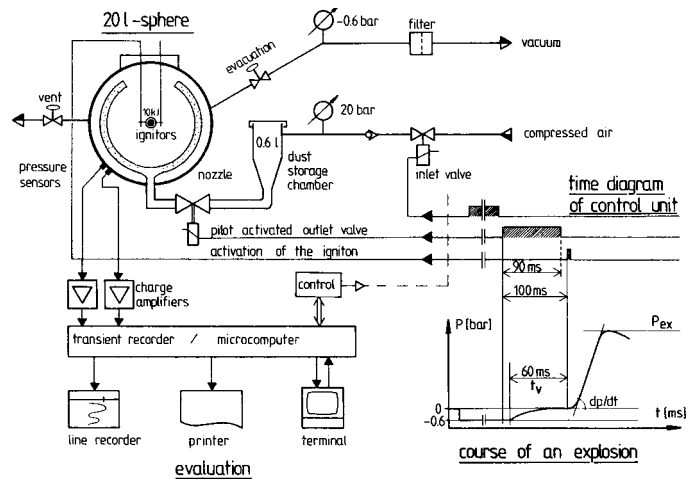 20 l-sphere
-0.6 bar
filter
vacuum
evacuation
vent
10kJ
ignitors
20 bar
compressed air
0.6 l
pressure
sensors
nozzle
dust
storage
chamber
inlet valve
time diagram
of control unit
pilot activated outlet valve
activation of the igniton
90 ms
100 ms
charge
amplifiers
control
P [bar]
Pex
transient recorder / microcomputer
60 ms
tv
dp/dt
0
-0.6
t [ms]
line recorder
printer
terminal
course of an explosion
evaluation